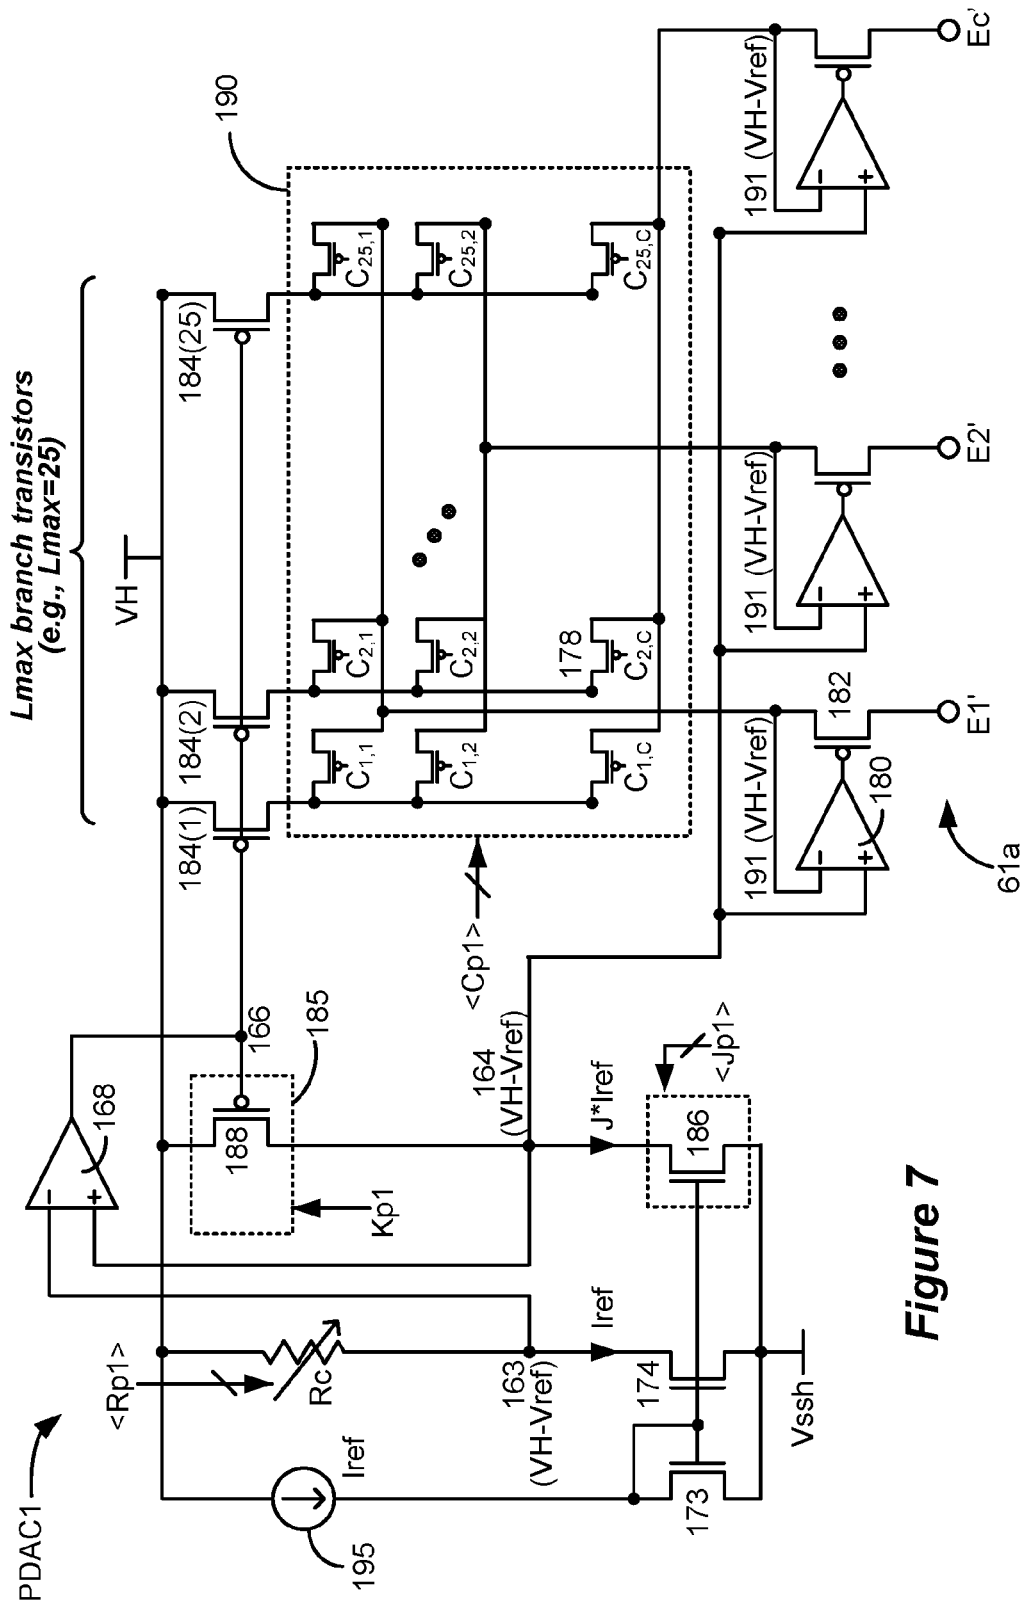 PDAC1
Lmax branch transistors
(e.g., Lmax=25)
VH
<Rp1>
168
184(1)
184(2)
184(25)
190
195
Iref
Rc
188
166
185
Kp1
C1,1
C2,1
C25,1
C1,2
C2,2
C25,2
178
C1,C
C2,C
C25,C
<Cp1>
163
(VH-Vref)
164
(VH-Vref)
Iref
J*Iref
173
174
186
<Jp1>
Vssh
191 (VH-Vref)
191 (VH-Vref)
191 (VH-Vref)
-
+
-
+
-
+
-
+
180
182
E1'
E2'
Ec'
61a
Figure 7